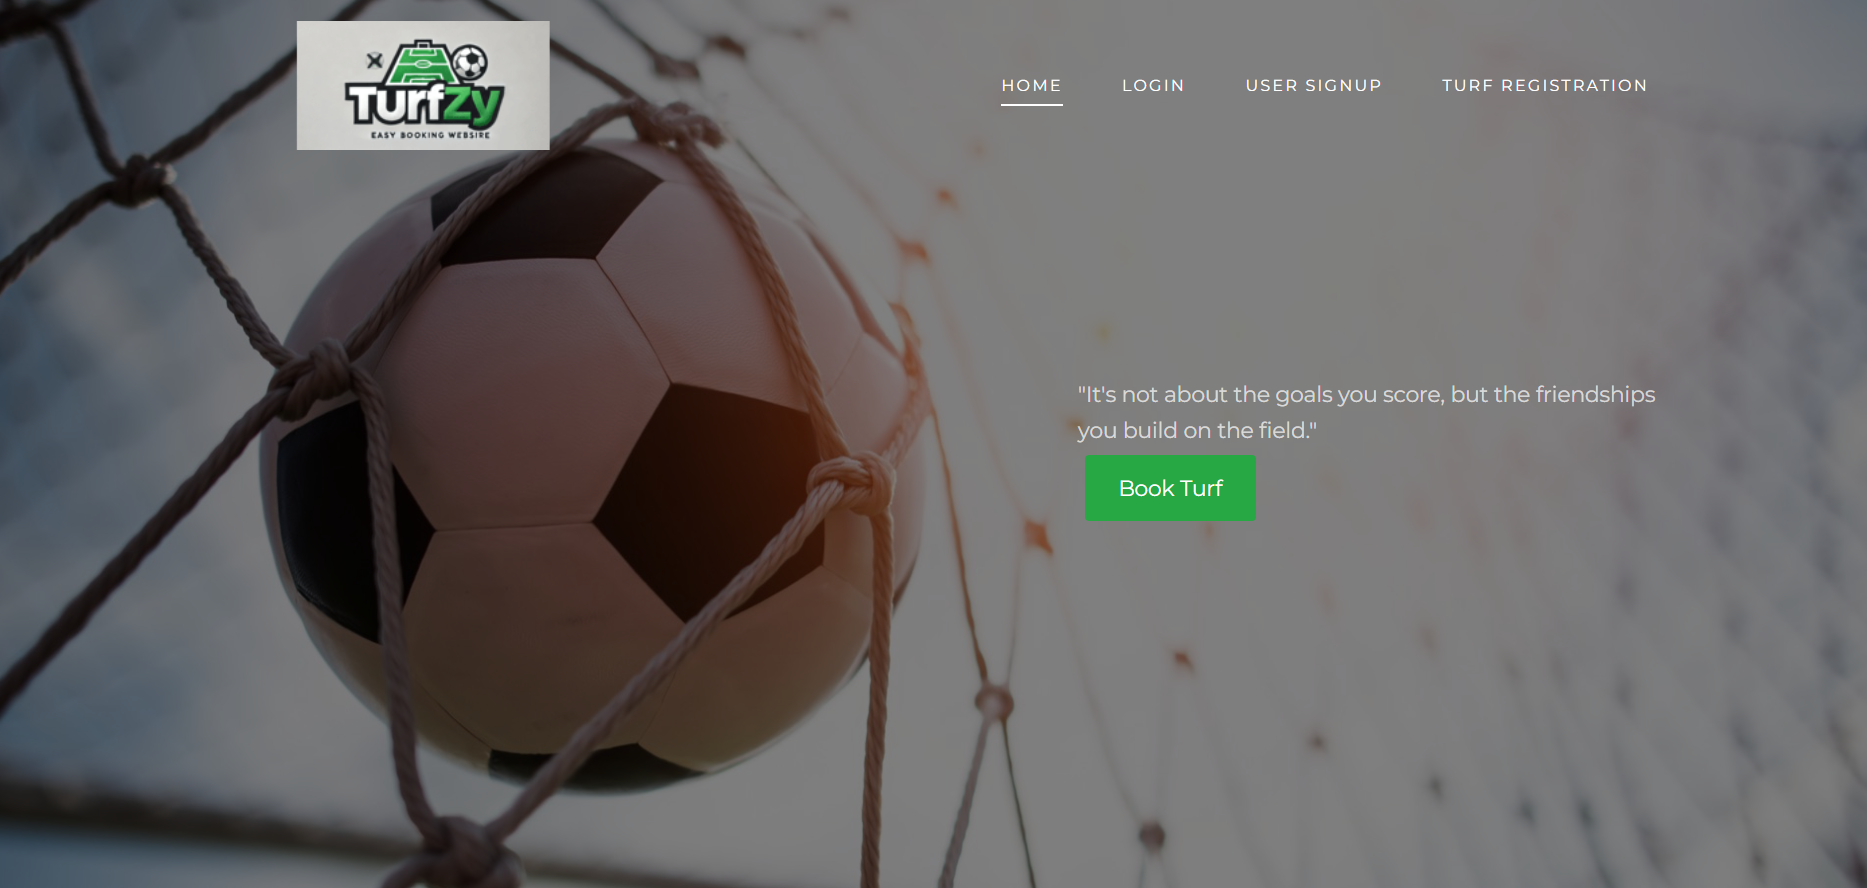 TurfZy
EASY BOOKING WEBSIRE
HOME
LOGIN
USER SIGNUP
TURF REGISTRATION
"It's not about the goals you score, but the friendships
you build on the field."
Book Turf